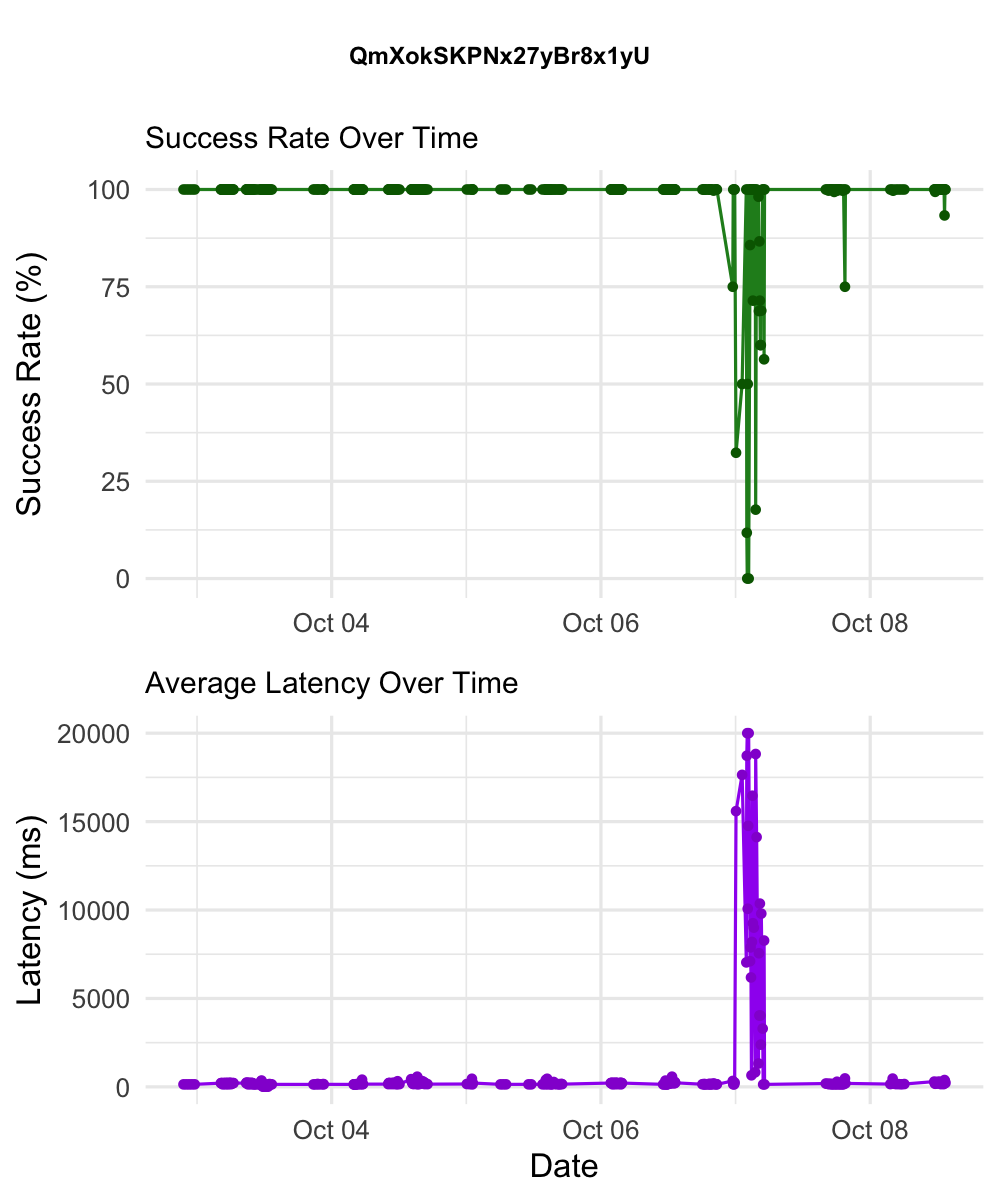 QmXokSKPNx27yBr8x1yU
Success Rate Over Time
Success Rate (%)
100
75
50
25
0
Oct 04 Oct 06 Oct 08
Average Latency Over Time
Latency (ms)
20000
15000
10000
5000
0
Oct 04 Oct 06 Oct 08
Date